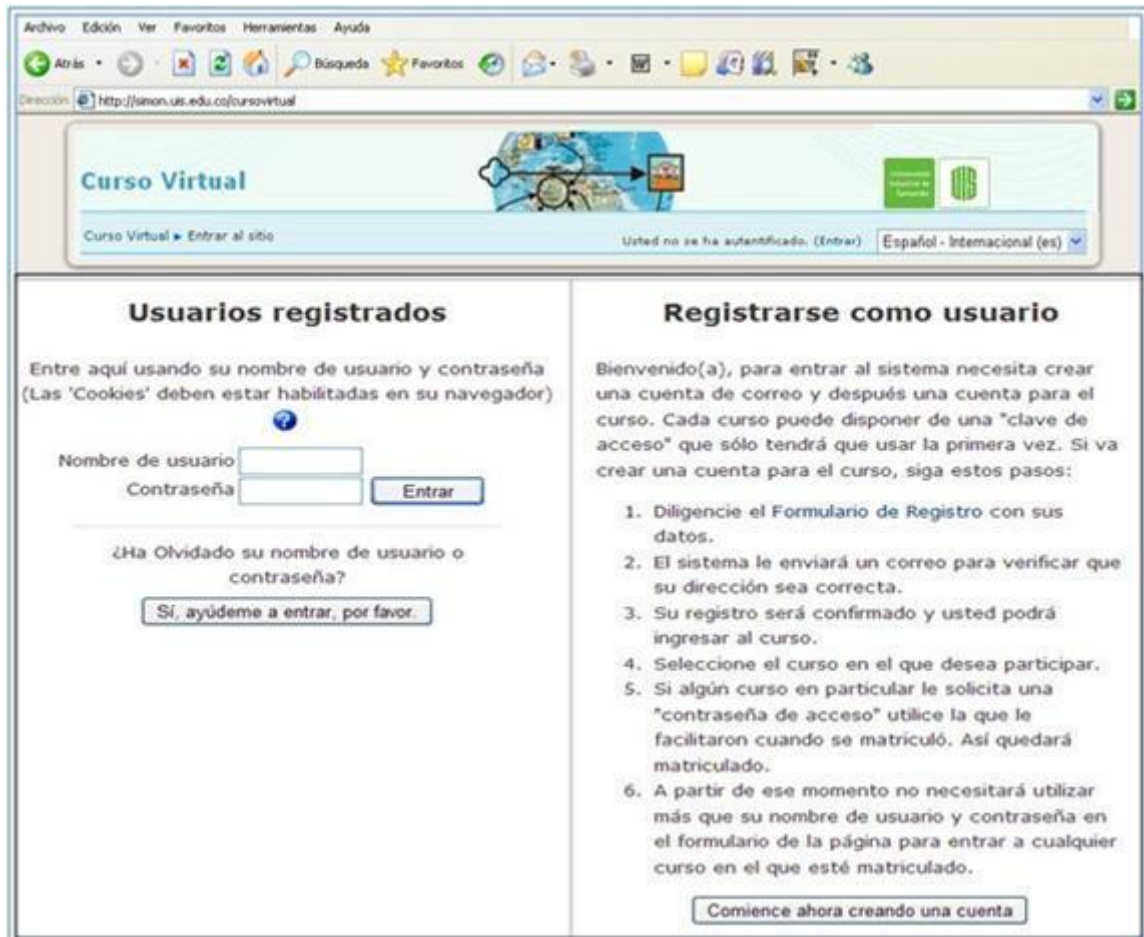 Archivo Edición Ver Favoritos Herramientas Ayuda
Atrás Búsqueda Favoritos
Dirección http://simon.uis.edu.co/cursovirtual
Curso Virtual
Universidad Industrial de Santander
UIS
Curso Virtual ► Entrar al sitio
Usted no se ha autentificado. (Entrar) Español - Internacional (es)
Usuarios registrados
Entre aquí usando su nombre de usuario y contraseña
(Las 'Cookies' deben estar habilitadas en su navegador)
?
Nombre de usuario
Contraseña Entrar
¿Ha Olvidado su nombre de usuario o
contraseña?
Sí, ayúdeme a entrar, por favor.
Registrarse como usuario
Bienvenido(a), para entrar al sistema necesita crear
una cuenta de correo y después una cuenta para el
curso. Cada curso puede disponer de una "clave de
acceso" que sólo tendrá que usar la primera vez. Si va
crear una cuenta para el curso, siga estos pasos:
1. Diligencie el Formulario de Registro con sus
datos.
2. El sistema le enviará un correo para verificar que
su dirección sea correcta.
3. Su registro será confirmado y usted podrá
ingresar al curso.
4. Seleccione el curso en el que desea participar.
5. Si algún curso en particular le solicita una
"contraseña de acceso" utilice la que le
facilitaron cuando se matriculó. Así quedará
matriculado.
6. A partir de ese momento no necesitará utilizar
más que su nombre de usuario y contraseña en
el formulario de la página para entrar a cualquier
curso en el que esté matriculado.
Comience ahora creando una cuenta